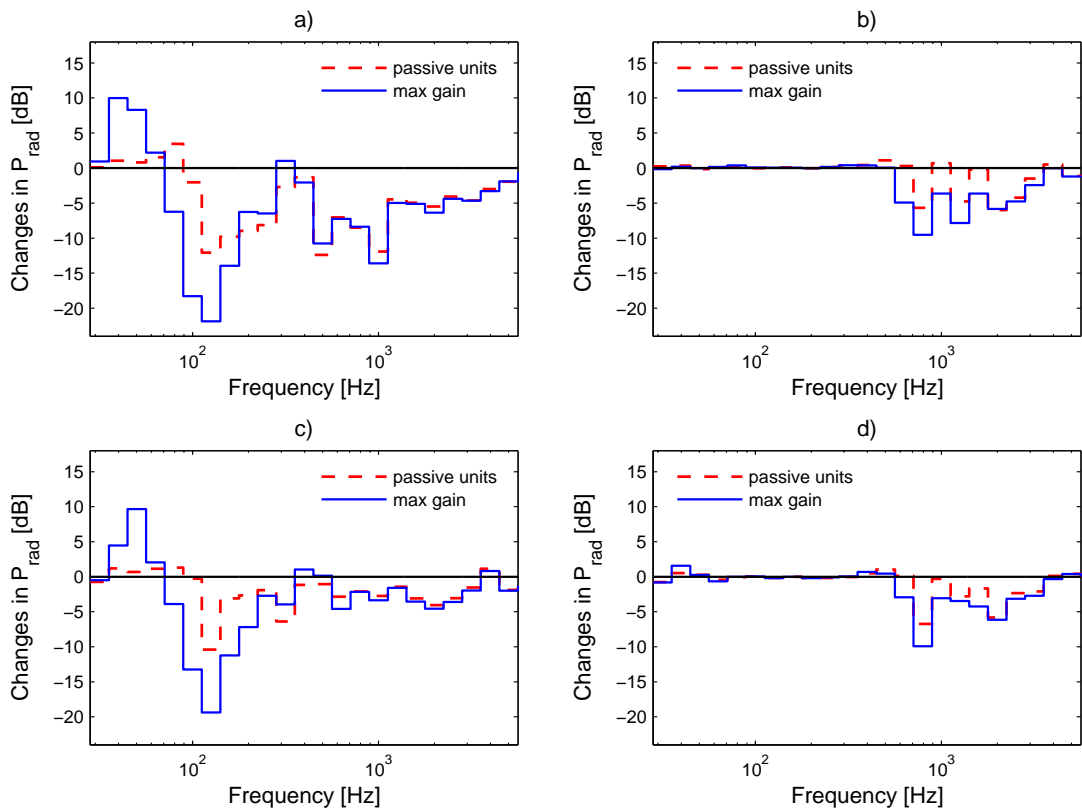 a)
Changes in P_rad [dB]
15
10
5
0
−5
−10
−15
−20
passive units
max gain
10^2
10^3
Frequency [Hz]
b)
Changes in P_rad [dB]
15
10
5
0
−5
−10
−15
−20
passive units
max gain
10^2
10^3
Frequency [Hz]
c)
Changes in P_rad [dB]
15
10
5
0
−5
−10
−15
−20
passive units
max gain
10^2
10^3
Frequency [Hz]
d)
Changes in P_rad [dB]
15
10
5
0
−5
−10
−15
−20
passive units
max gain
10^2
10^3
Frequency [Hz]